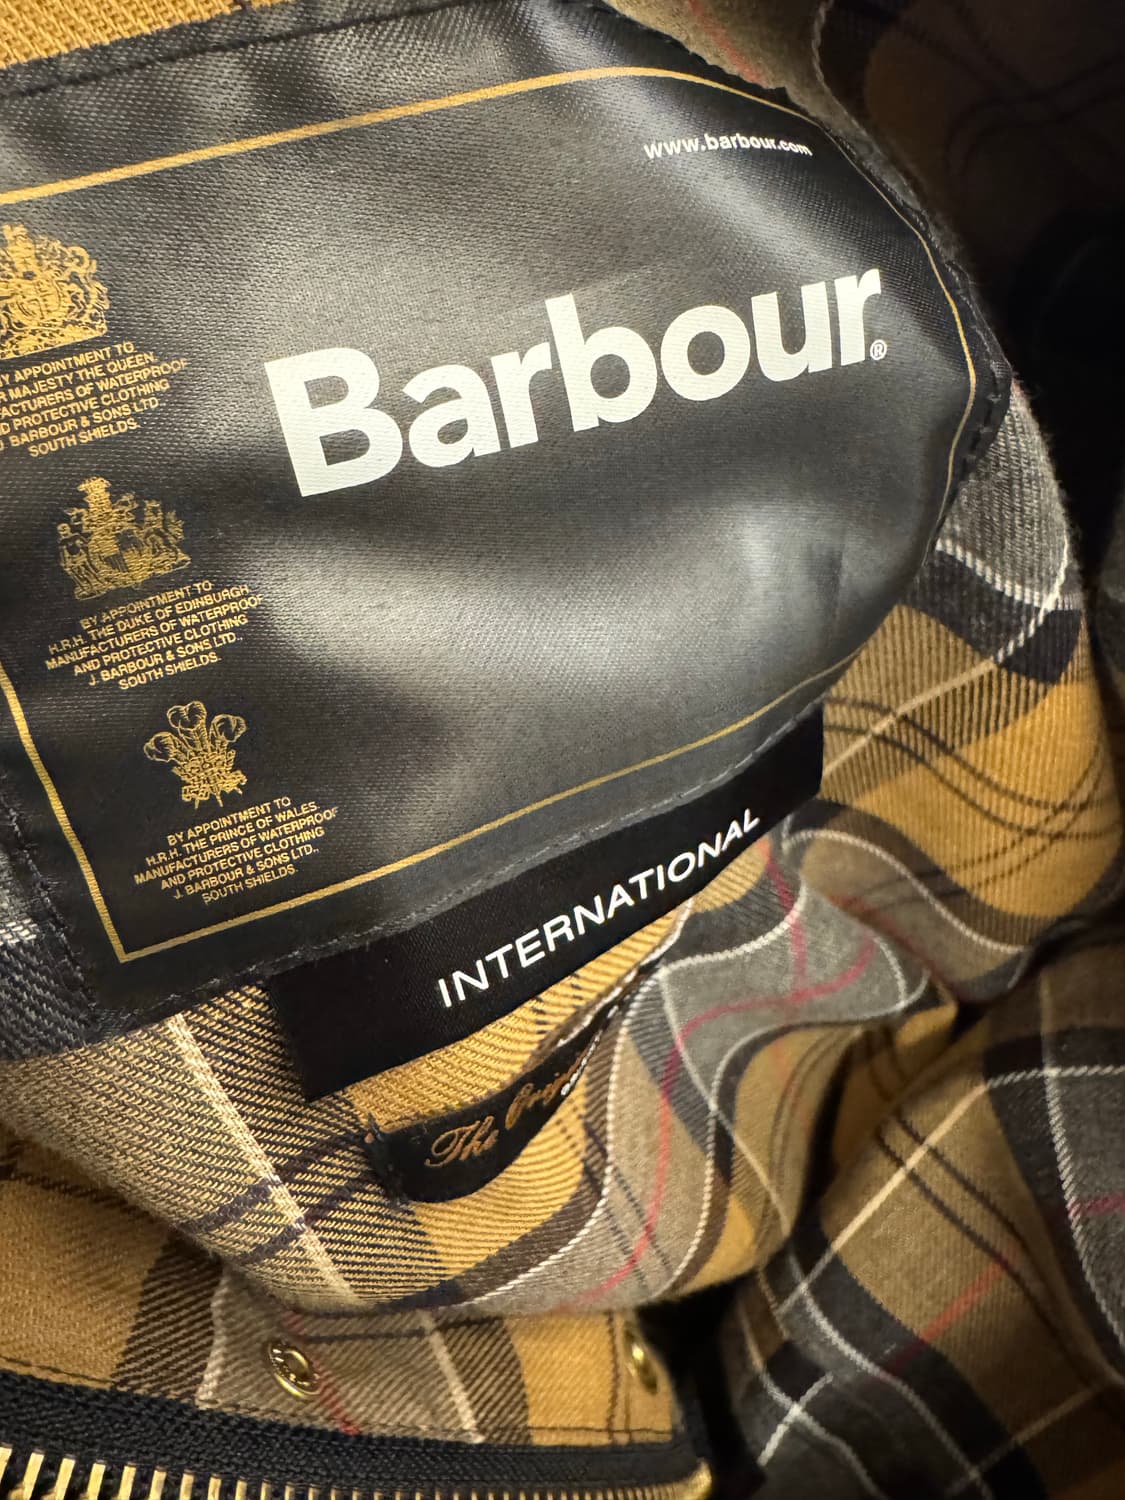 www.barbour.com
Barbour®
BY APPOINTMENT TO
MAJESTY THE QUEEN
OF WATERPROOF
PROTECTIVE CLOTHING
BARBOUR & SONS LTD
SOUTH SHIELDS.
BY APPOINTMENT TO
H.R.H. THE DUKE OF EDINBURGH
MANUFACTURERS OF WATERPROOF
AND PROTECTIVE CLOTHING
J. BARBOUR & SONS LTD..
SOUTH SHIELDS.
BY APPOINTMENT TO
H.R.H. THE PRINCE OF WALES
MANUFACTURERS OF WATERPROOF
AND PROTECTIVE CLOTHING
J. BARBOUR & SONS LTD..
SOUTH SHIELDS.
INTERNATIONAL
The